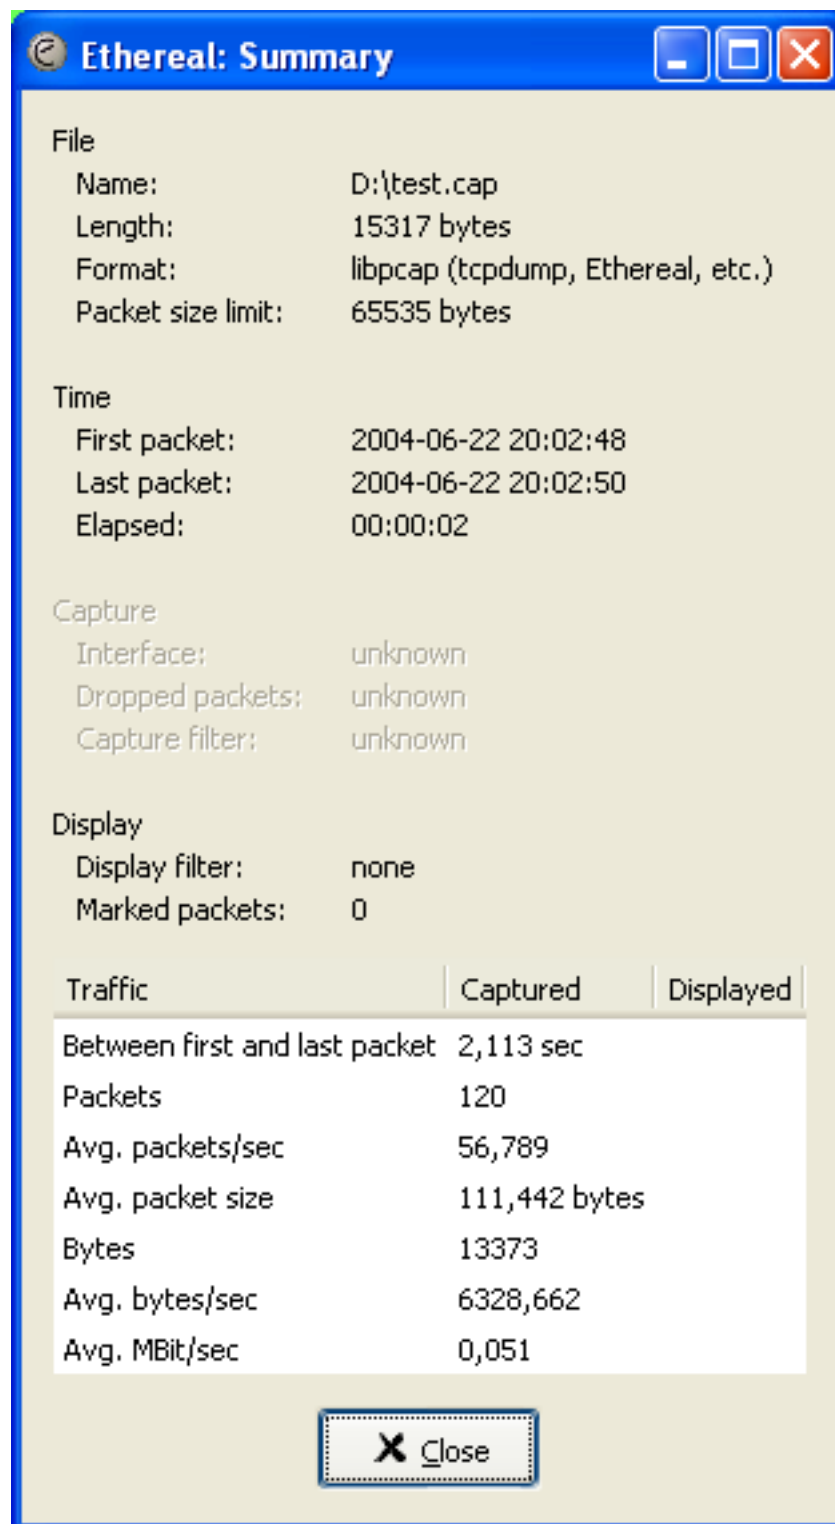 Ethereal: Summary
File
Name: D:\test.cap
Length: 15317 bytes
Format: libpcap (tcpdump, Ethereal, etc.)
Packet size limit: 65535 bytes
Time
First packet: 2004-06-22 20:02:48
Last packet: 2004-06-22 20:02:50
Elapsed: 00:00:02
Capture
Interface: unknown
Dropped packets: unknown
Capture filter: unknown
Display
Display filter: none
Marked packets: 0
Traffic Captured Displayed
Between first and last packet 2,113 sec
Packets 120
Avg. packets/sec 56,789
Avg. packet size 111,442 bytes
Bytes 13373
Avg. bytes/sec 6328,662
Avg. MBit/sec 0,051
Close